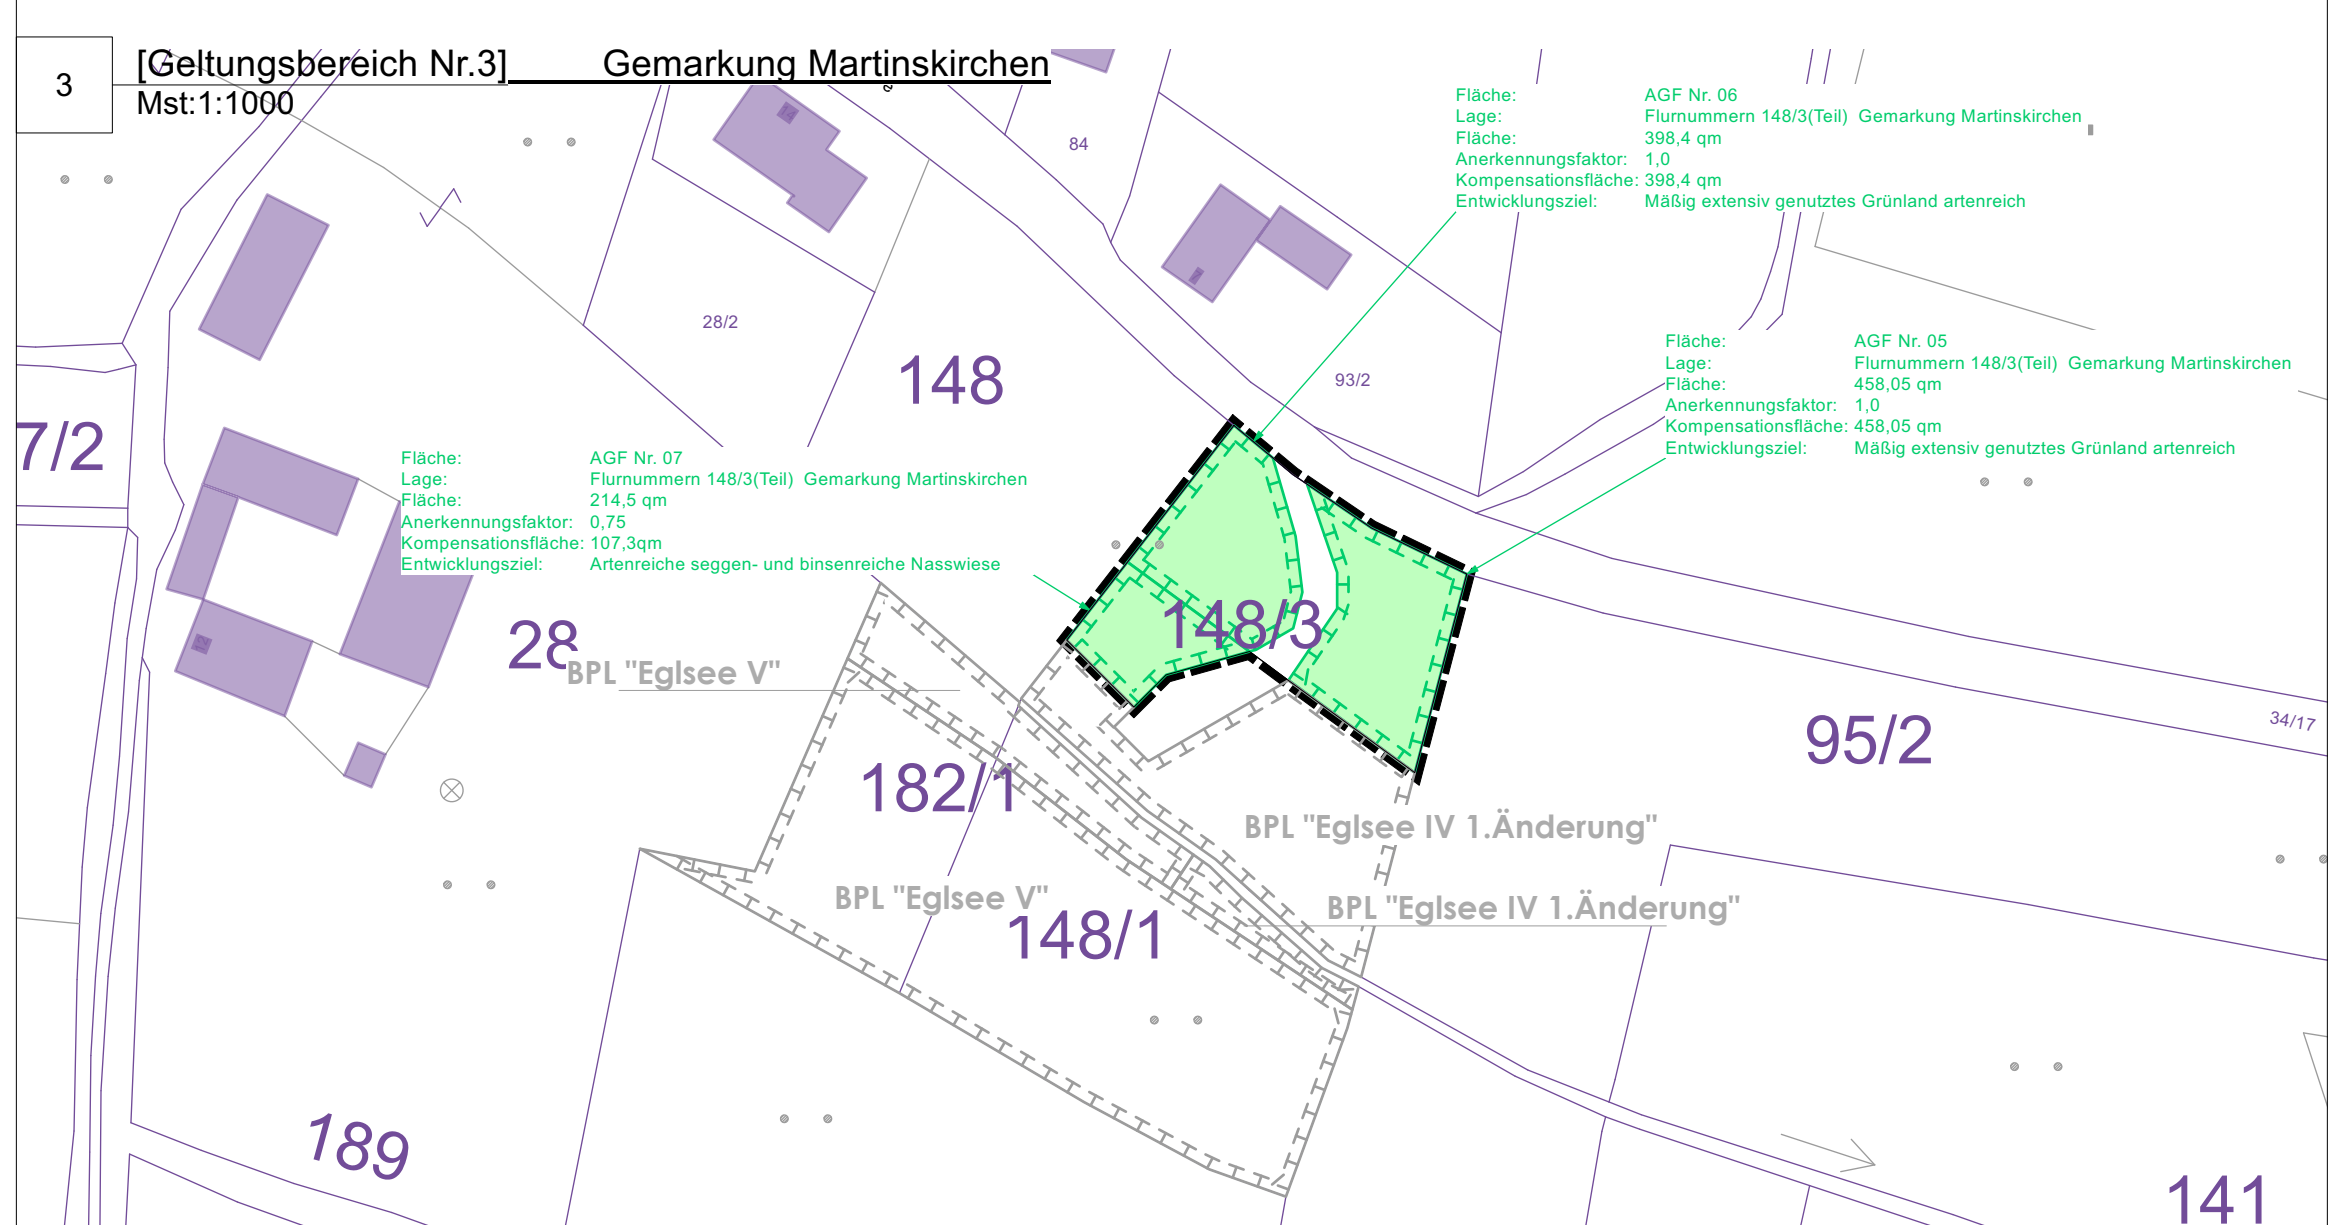 3
[Geltungsbereich Nr.3] Gemarkung Martinskirchen
Mst:1:1000
Fläche: AGF Nr. 06
Lage: Flurnummern 148/3(Teil) Gemarkung Martinskirchen
Fläche: 398,4 qm
Anerkennungsfaktor: 1,0
Kompensationsfläche: 398,4 qm
Entwicklungsziel: Mäßig extensiv genutztes Grünland artenreich
84
28/2
148
93/2
Fläche: AGF Nr. 05
Lage: Flurnummern 148/3(Teil) Gemarkung Martinskirchen
Fläche: 458,05 qm
Anerkennungsfaktor: 1,0
Kompensationsfläche: 458,05 qm
Entwicklungsziel: Mäßig extensiv genutztes Grünland artenreich
7/2
Fläche: AGF Nr. 07
Lage: Flurnummern 148/3(Teil) Gemarkung Martinskirchen
Fläche: 214,5 qm
Anerkennungsfaktor: 0,75
Kompensationsfläche: 107,3qm
Entwicklungsziel: Artenreiche seggen- und binsenreiche Nasswiese
148/3
12
28
BPL "Eglsee V"
34/17
95/2
182/1
BPL "Eglsee IV 1.Änderung"
BPL "Eglsee V"
BPL "Eglsee IV 1.Änderung"
148/1
189
141